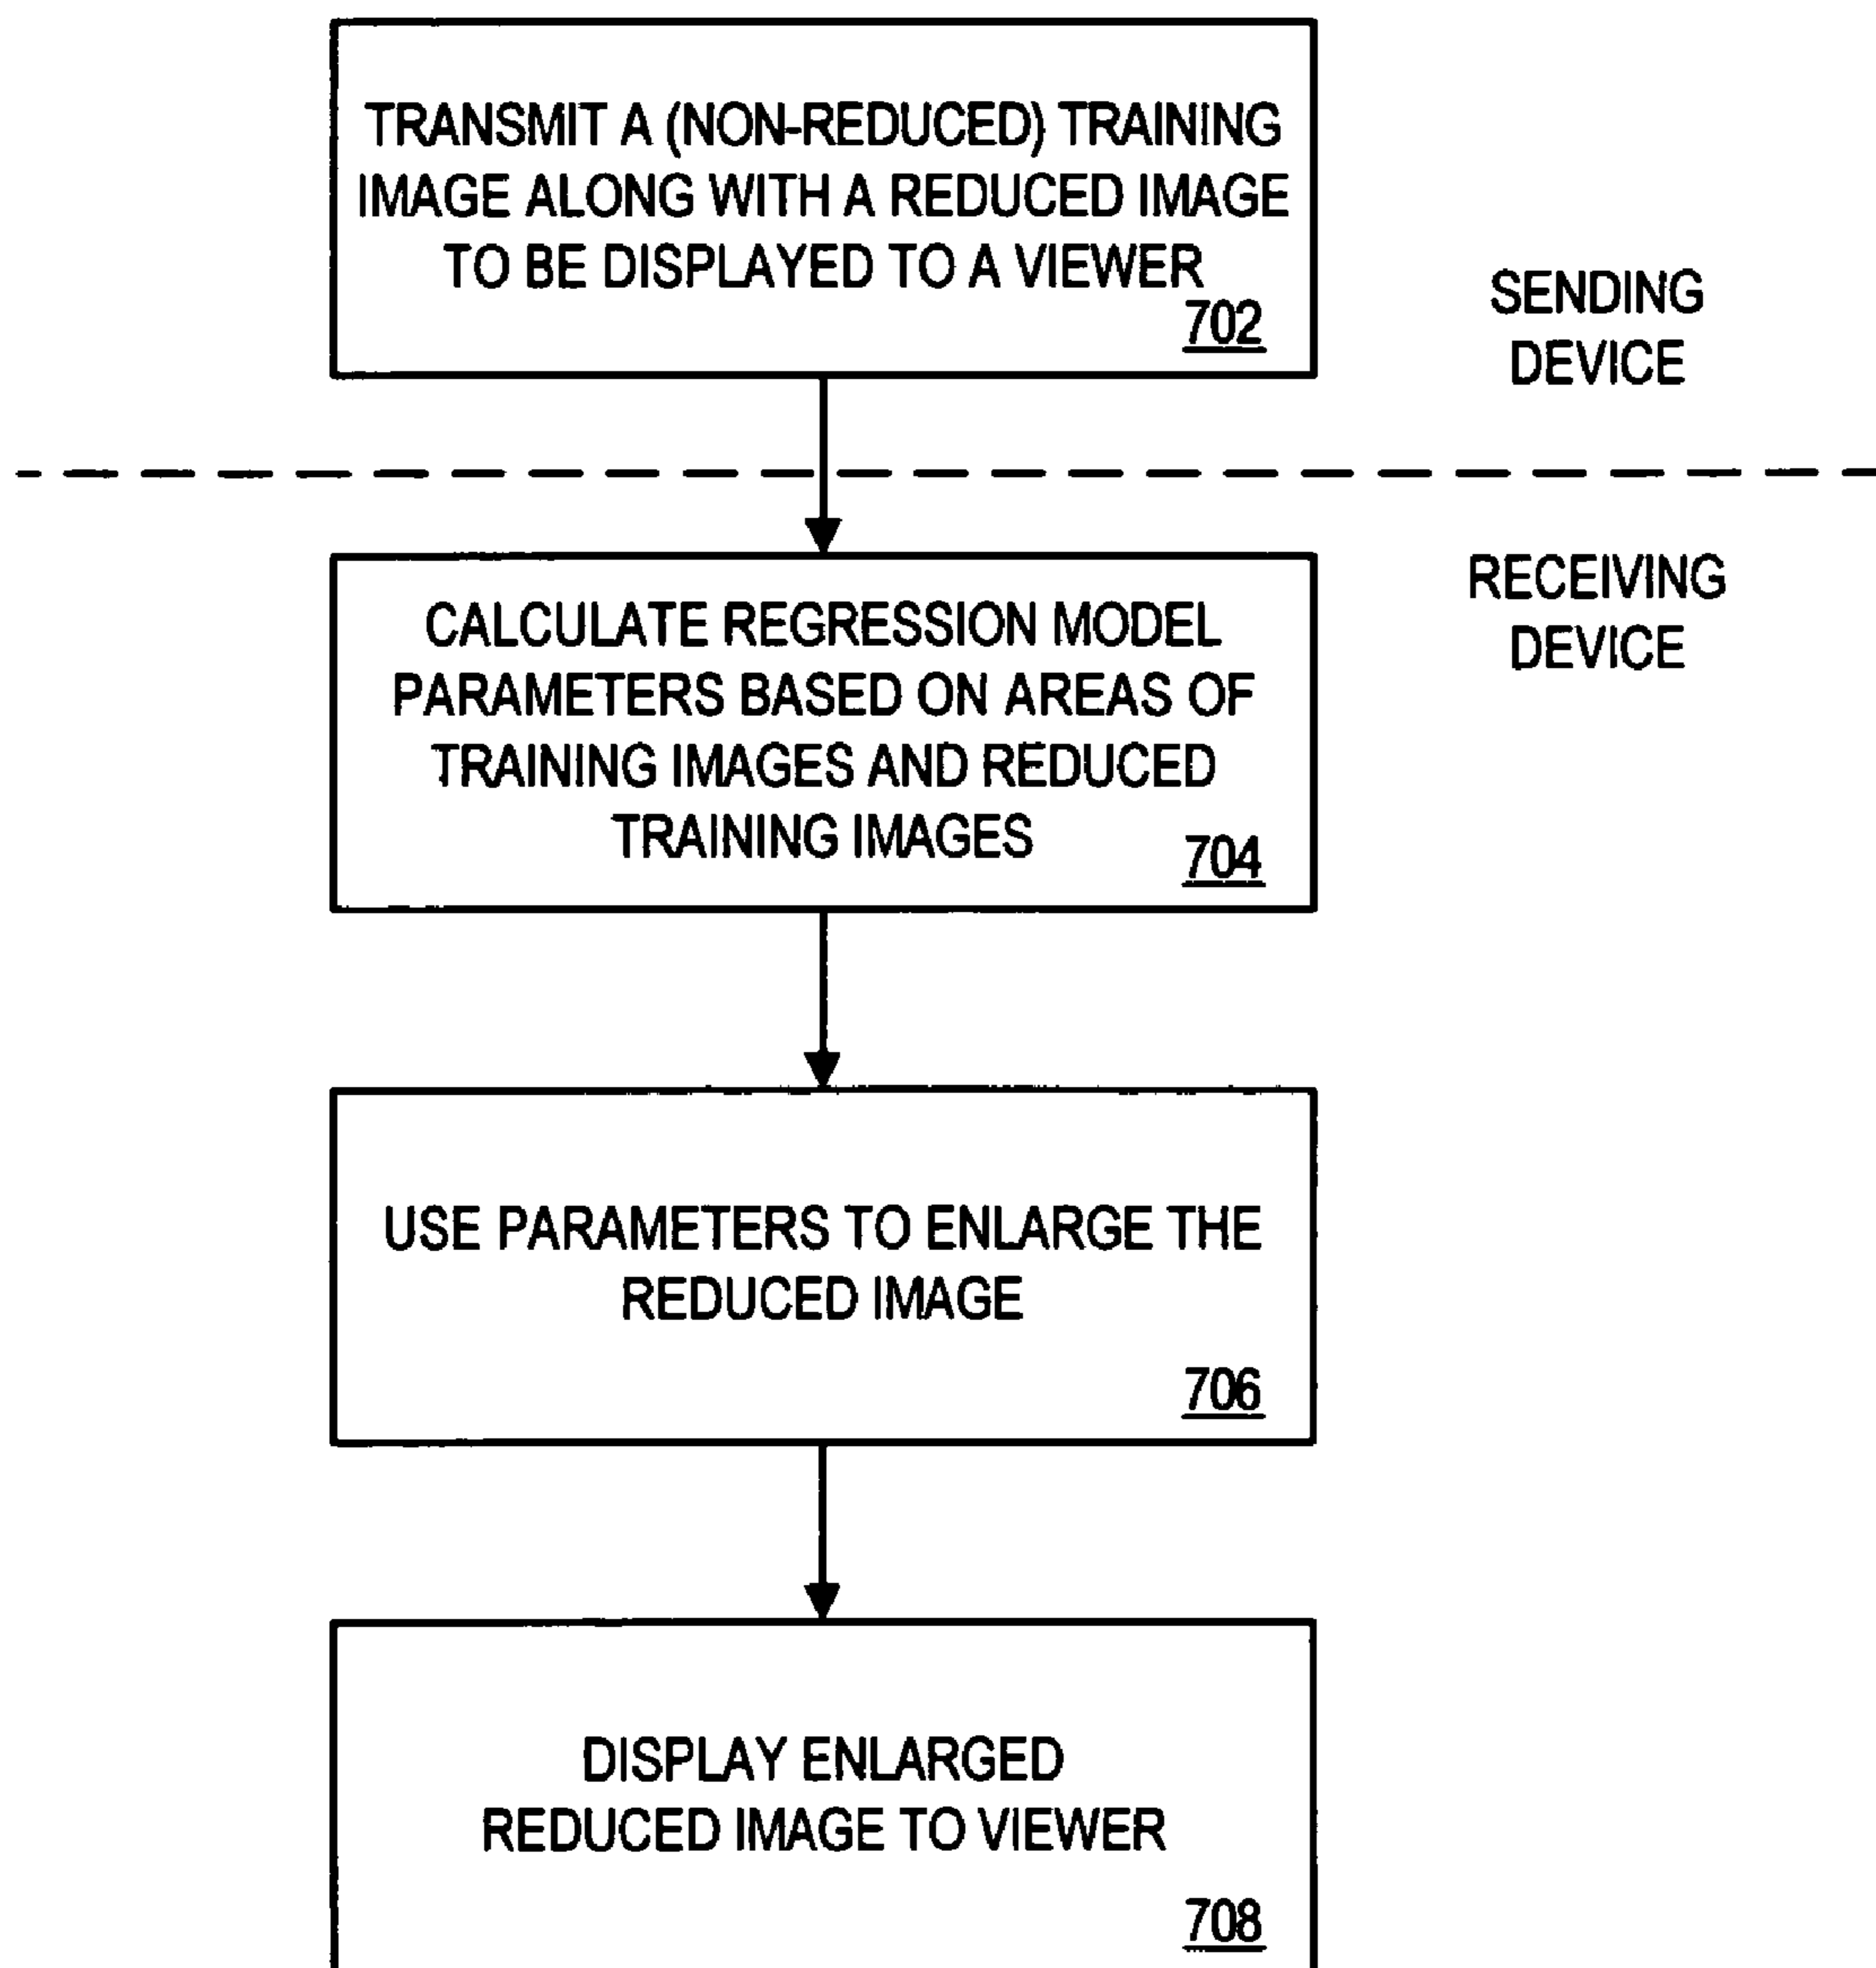 TRANSMIT A (NON-REDUCED) TRAINING
IMAGE ALONG WITH A REDUCED IMAGE
TO BE DISPLAYED TO A VIEWER
702
SENDING
DEVICE
RECEIVING
DEVICE
CALCULATE REGRESSION MODEL
PARAMETERS BASED ON AREAS OF
TRAINING IMAGES AND REDUCED
TRAINING IMAGES
704
USE PARAMETERS TO ENLARGE THE
REDUCED IMAGE
706
DISPLAY ENLARGED
REDUCED IMAGE TO VIEWER
708